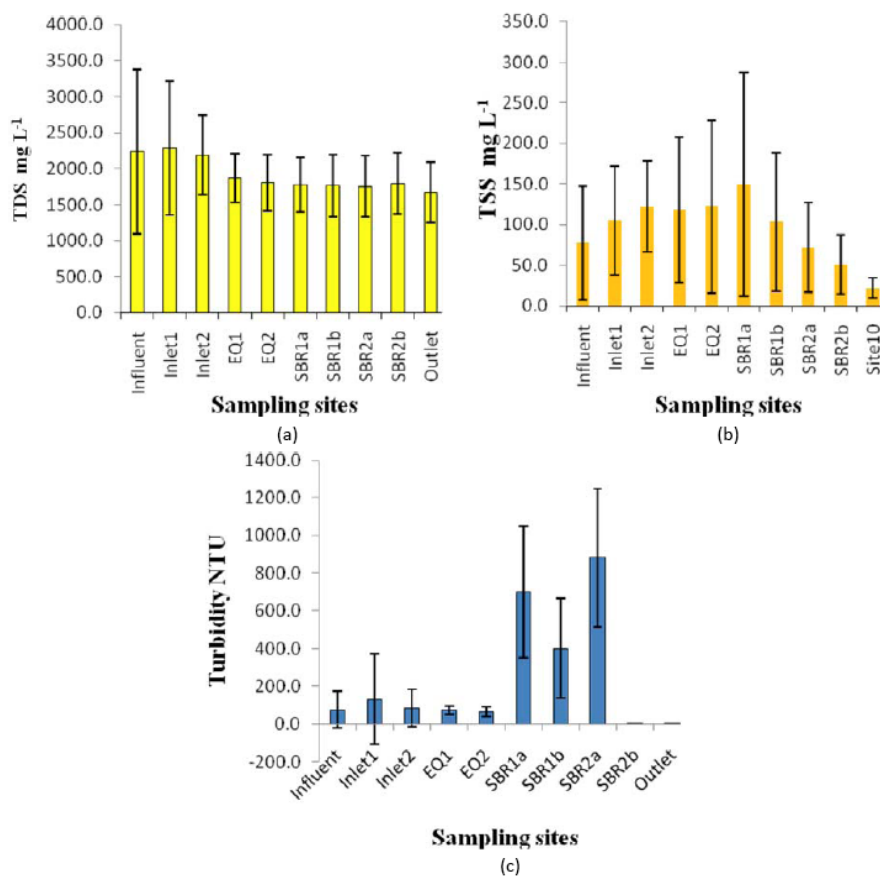 TDS mg L-1
4000.0
3500.0
3000.0
2500.0
2000.0
1500.0
1000.0
500.0
0.0
Influent
Inlet1
Inlet2
EQ1
EQ2
SBR1a
SBR1b
SBR2a
SBR2b
Outlet
Sampling sites
(a)
TSS mg L-1
350.0
300.0
250.0
200.0
150.0
100.0
50.0
0.0
Influent
Inlet1
Inlet2
EQ1
EQ2
SBR1a
SBR1b
SBR2a
SBR2b
Site10
Sampling sites
(b)
Turbidity NTU
1400.0
1200.0
1000.0
800.0
600.0
400.0
200.0
0.0
-200.0
Influent
Inlet1
Inlet2
EQ1
EQ2
SBR1a
SBR1b
SBR2a
SBR2b
Outlet
Sampling sites
(c)